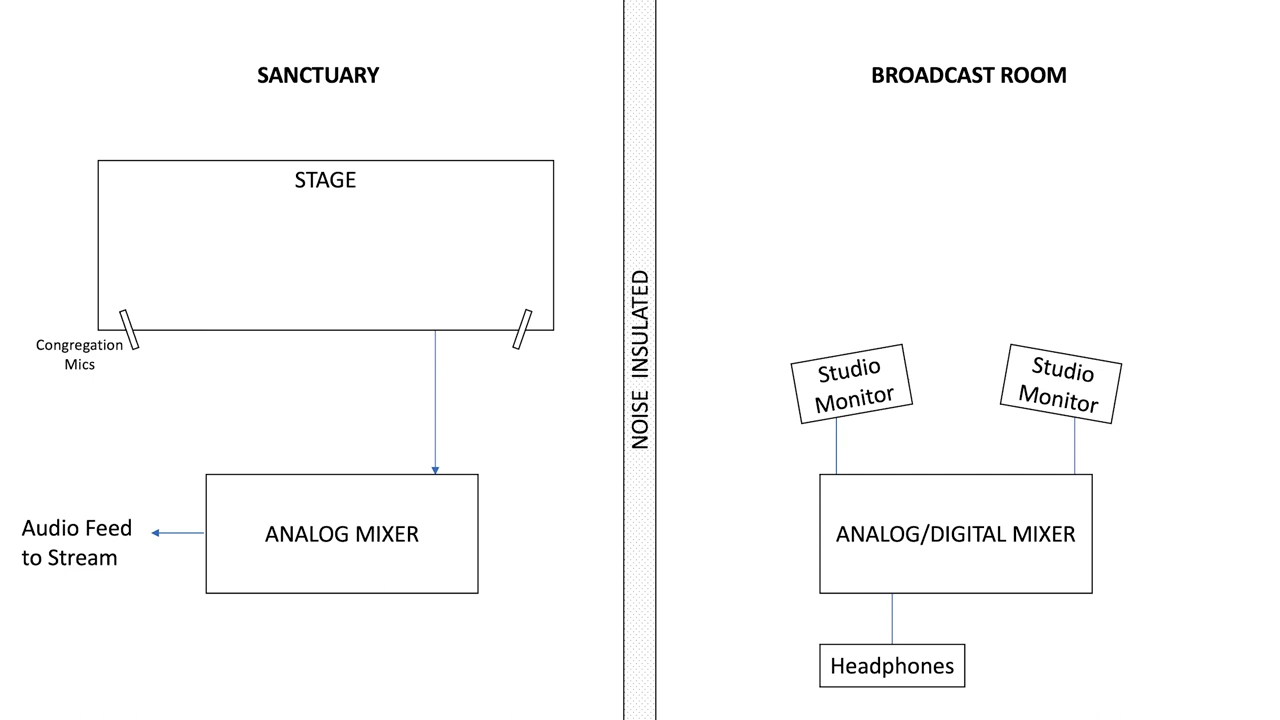 SANCTUARY
BROADCAST ROOM
STAGE
Congregation
Mics
NOISE INSULATED
Studio
Monitor
Studio
Monitor
Audio Feed
to Stream
ANALOG MIXER
ANALOG/DIGITAL MIXER
Headphones